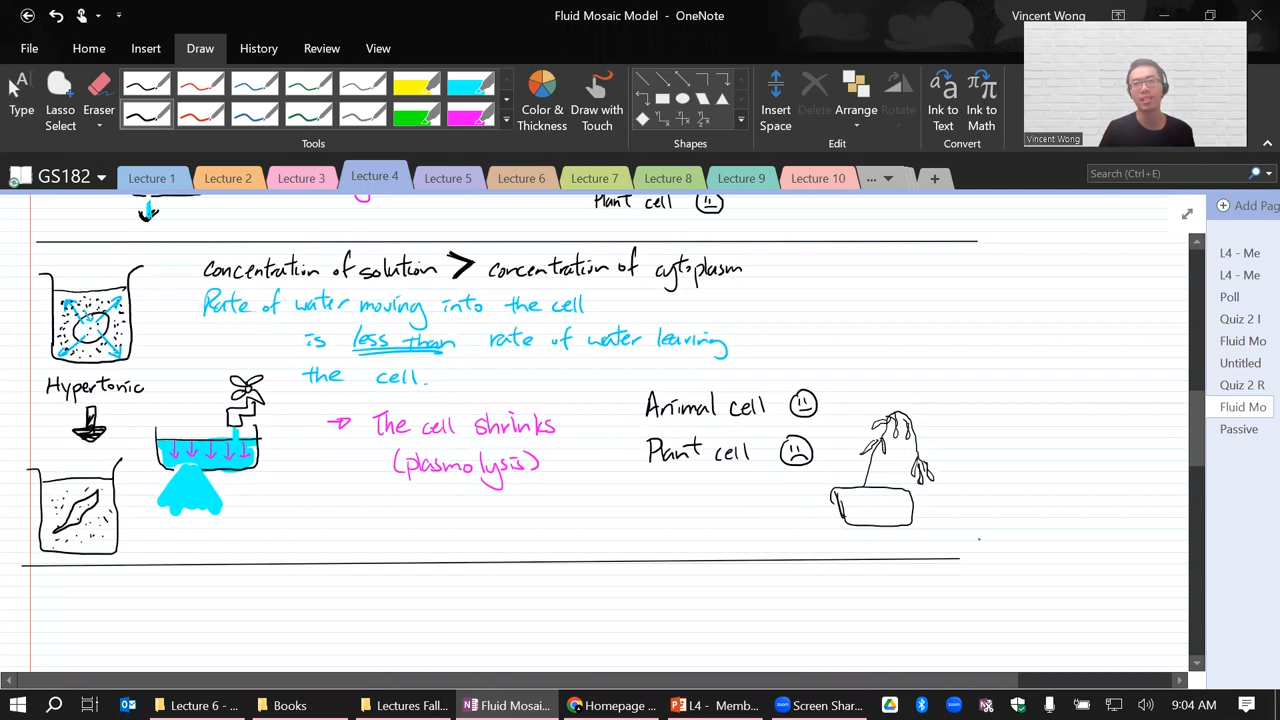 Fluid Mosaic Model - OneNote
Vincent Wong
File Home Insert Draw History Review View
Type
Lasso Select
Eraser
Color & Thickness
Draw with Touch
Insert Space
Delete
Arrange
Rotate
Ink to Text
Ink to Math
Tools
Shapes
Edit
Convert
Vincent Wong
GS182
Lecture 1 Lecture 2 Lecture 3 Lecture 4 Lecture 5 Lecture 6 Lecture 7 Lecture 8 Lecture 9 Lecture 10 ...
Search (Ctrl+E)
Plant cell
Add Pag
L4 - Me
L4 - Me
Poll
Quiz 2 I
Fluid Mo
Untitled
Quiz 2 R
Fluid Mo
Passive
concentration of solution > concentration of cytoplasm
Rate of water moving into the cell
is less than rate of water leaving
the cell.
Hypertonic
→ The cell shrinks
(plasmolysis)
Animal cell
Plant cell
Lecture 6 - Books Lectures Fall... Fluid Mosai... Homepage ... L4 - Memb... Screen Shar...
9:04 AM